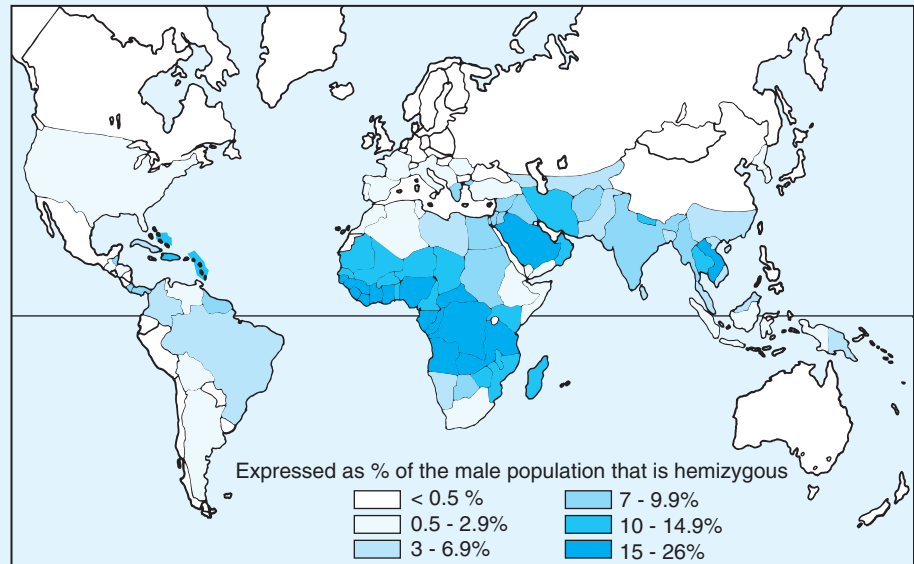 Expressed as % of the male population that is hemizygous
< 0.5 %
0.5 - 2.9%
3 - 6.9%
7 - 9.9%
10 - 14.9%
15 - 26%